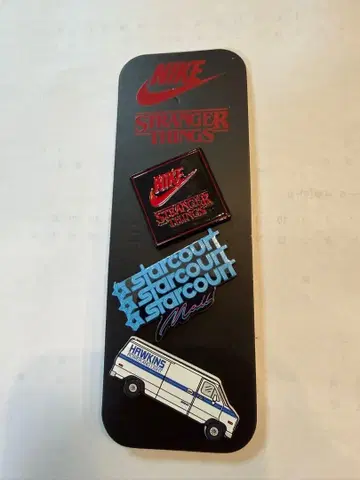 NIKE
STRANGER
THINGS
NIKE
STRANGER
THINGS
starcourt
starcourt
starcourt
Mall
HAWKINS